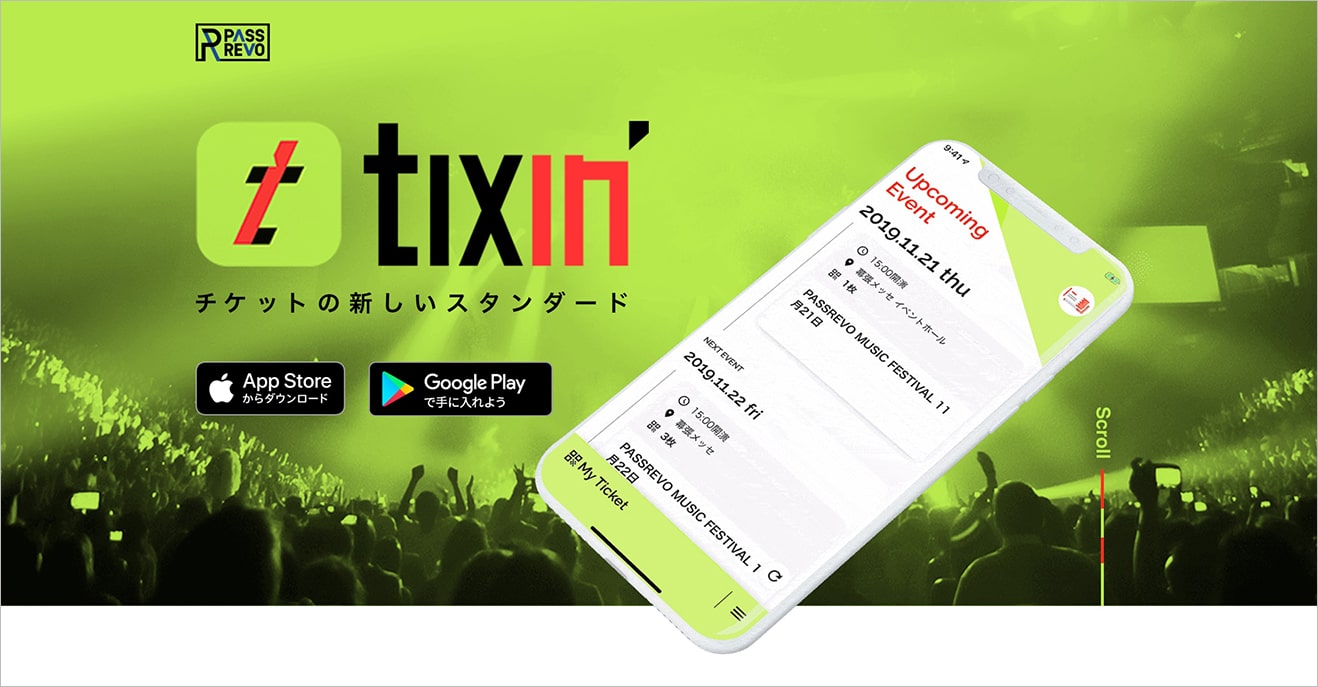 PASS
REVO
t
tixin'
チケットの新しいスタンダード
App Store
からダウンロード
Google Play
で手に入れよう
9:41
Upcoming
Event
2019.11.21 thu
15:00開演
幕張メッセ イベントホール
1枚
PASSREVO MUSIC FESTIVAL 11
月21日
NEXT EVENT
2019.11.22 fri
15:00開演
幕張メッセ
3枚
PASSREVO MUSIC FESTIVAL 1
月22日
My Ticket
Scroll